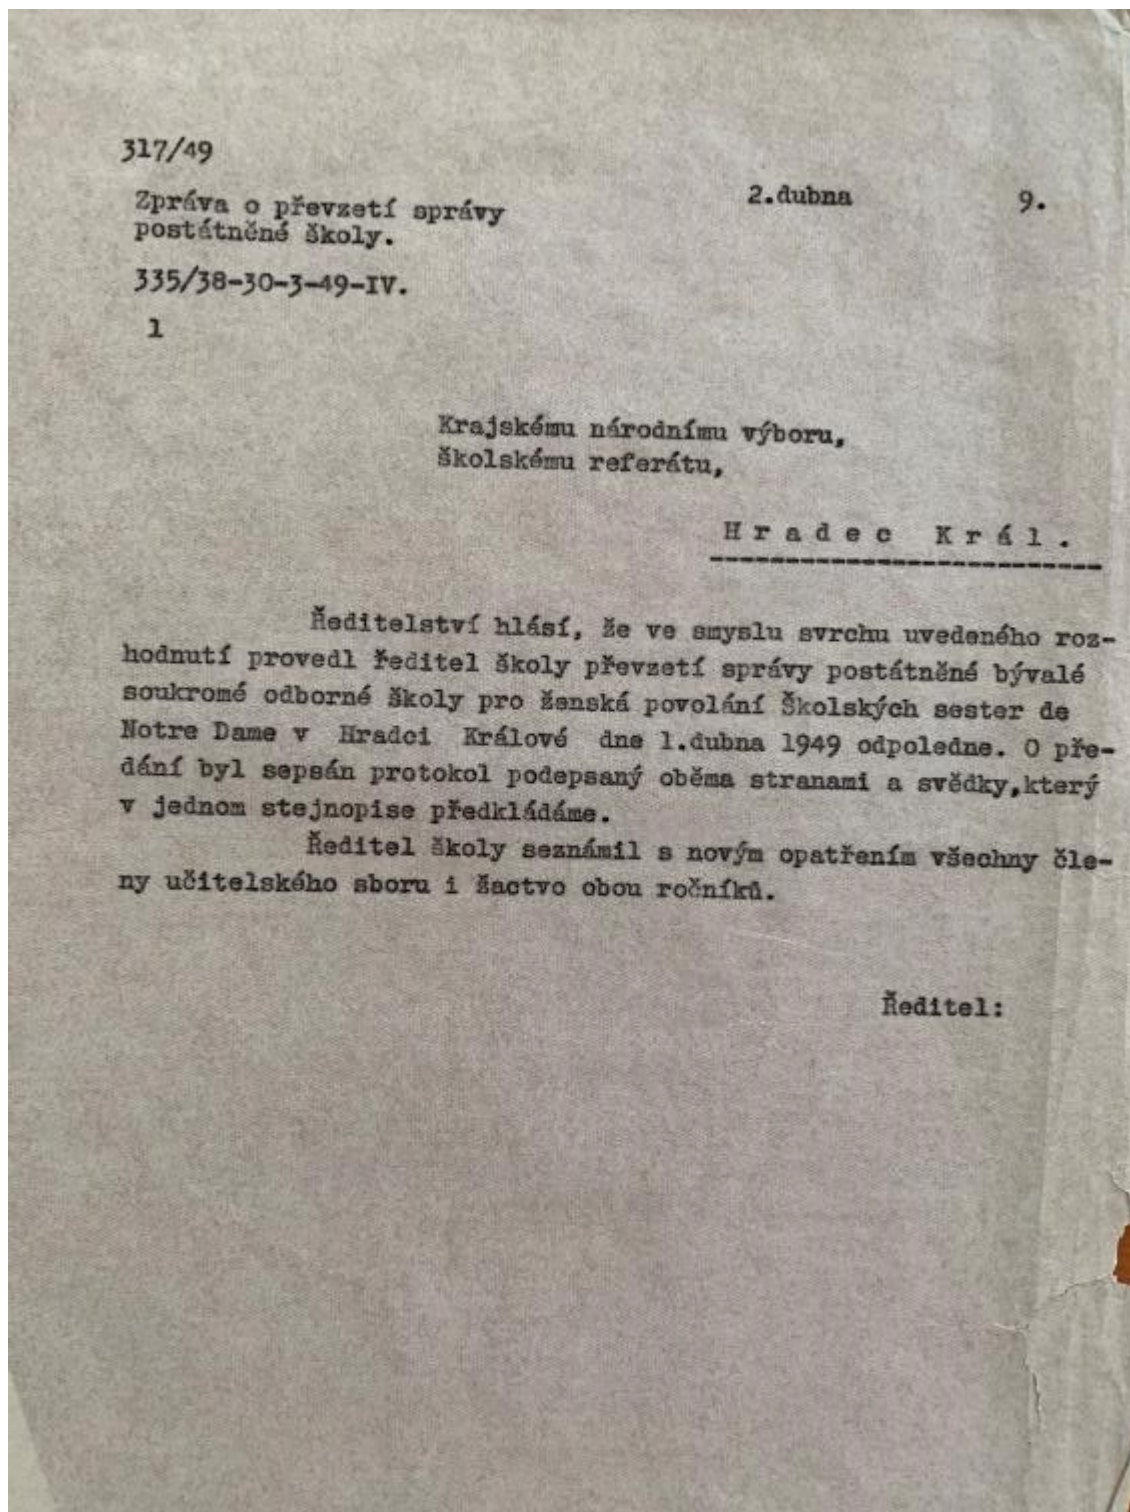 317/49
Zpráva o převzetí správy
postátněné školy.
2.dubna 9.
335/38-30-3-49-IV.
1
Krajskému národnímu výboru,
školskému referátu,
Hradec Král.
Ředitelství hlásí, že ve smyslu svrchu uvedeného roz-
hodnutí provedl ředitel školy převzetí správy postátněné bývalé
soukromé odborné školy pro ženská povolání Školských sester de
Notre Dame v Hradci Králové dne 1.dubna 1949 odpoledne. O pře-
dání byl sepsán protokol podepsaný oběma stranami a svědky,který
v jednom stejnopise předkládáme.
Ředitel školy seznámil s novým opatřením všechny čle-
ny učitelského sboru i žactvo obou ročníků.
Ředitel: